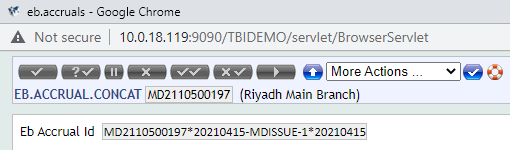 eb.accruals - Google Chrome
Not secure | 10.0.18.119:9090/TBIDEMO/servlet/BrowserServlet
More Actions ...
EB.ACCRUAL.CONCAT MD2110500197 (Riyadh Main Branch)
Eb Accrual Id MD2110500197*20210415-MDISSUE-1*20210415